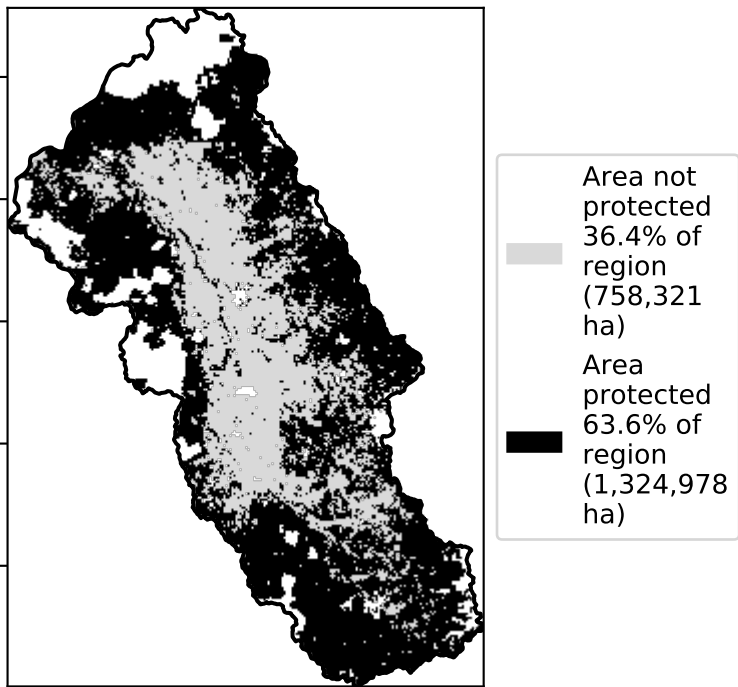 Area not
protected
36.4% of
region
(758,321
ha)
Area
protected
63.6% of
region
(1,324,978
ha)